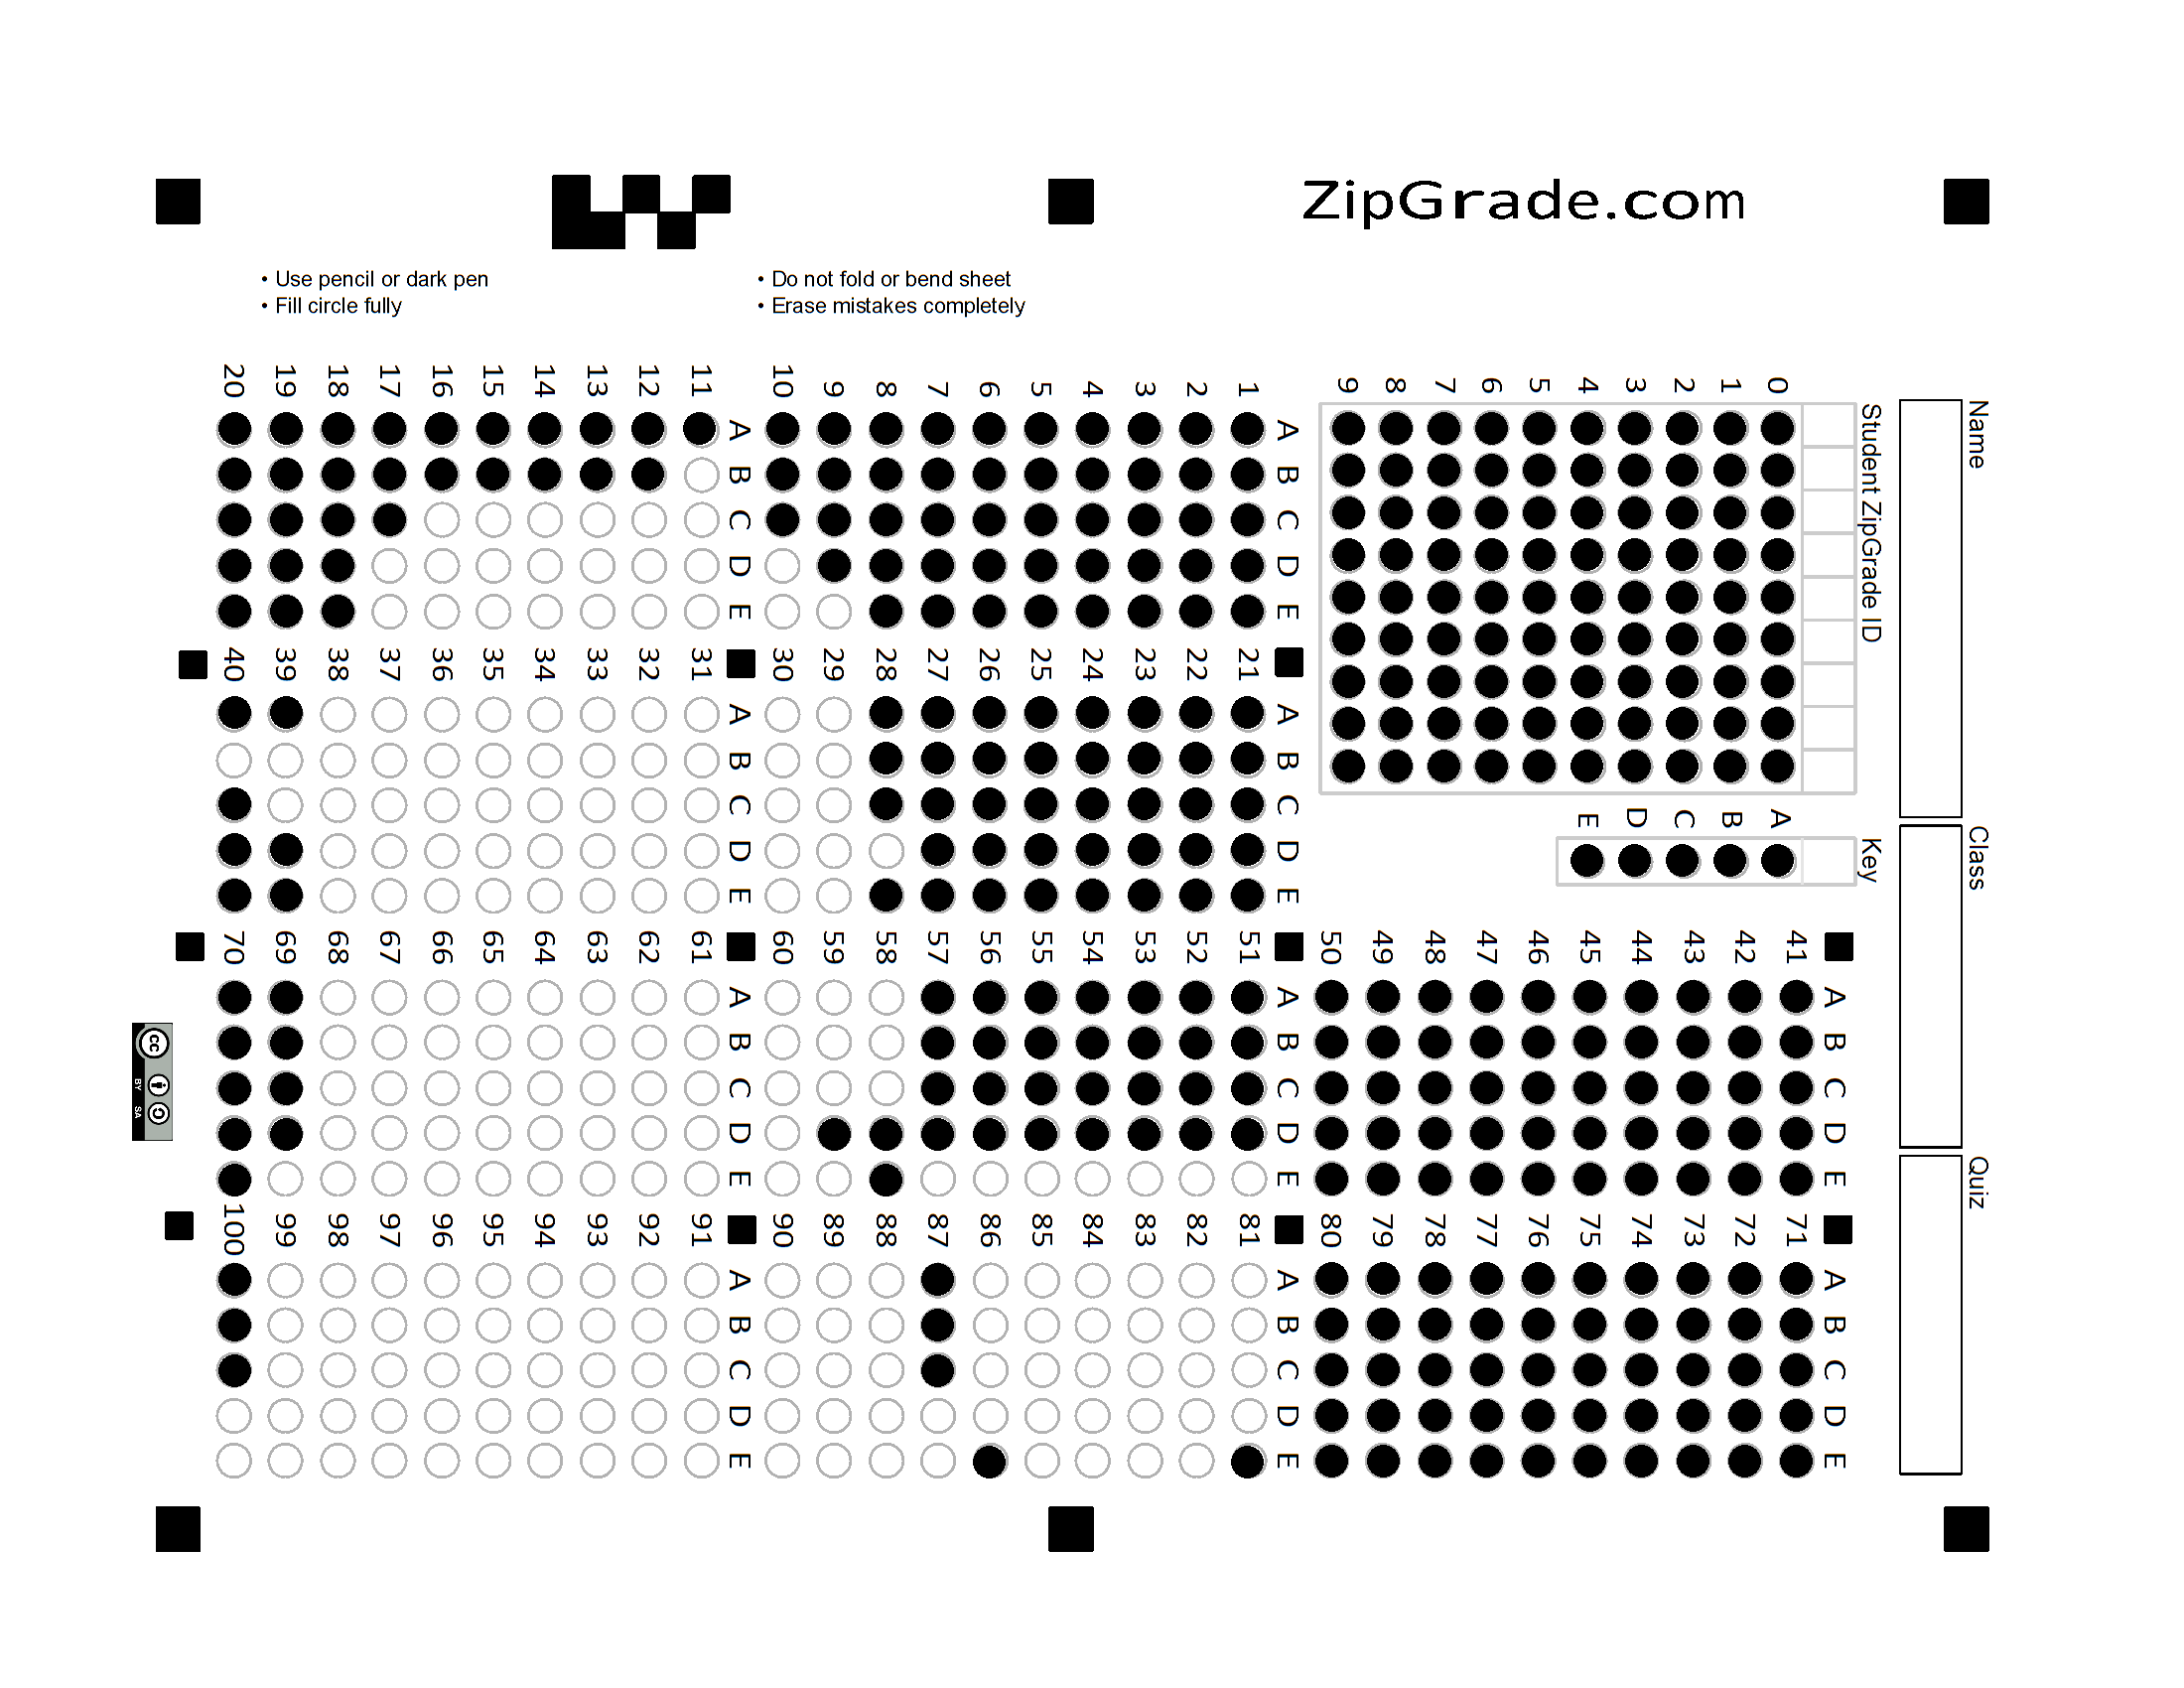 ZipGrade.com
• Use pencil or dark pen
• Fill circle fully
• Do not fold or bend sheet
• Erase mistakes completely
Name
Class
Quiz
Student ZipGrade ID
0 1 2 3 4 5 6 7 8 9
Key
A B C D E
41 42 43 44 45 46 47 48 49 50
A B C D E
71 72 73 74 75 76 77 78 79 80
A B C D E
1 2 3 4 5 6 7 8 9 10
A B C D E
21 22 23 24 25 26 27 28 29 30
A B C D E
51 52 53 54 55 56 57 58 59 60
A B C D E
81 82 83 84 85 86 87 88 89 90
A B C D E
11 12 13 14 15 16 17 18 19 20
A B C D E
31 32 33 34 35 36 37 38 39 40
A B C D E
61 62 63 64 65 66 67 68 69 70
A B C D E
91 92 93 94 95 96 97 98 99 100
A B C D E
cc
BY SA